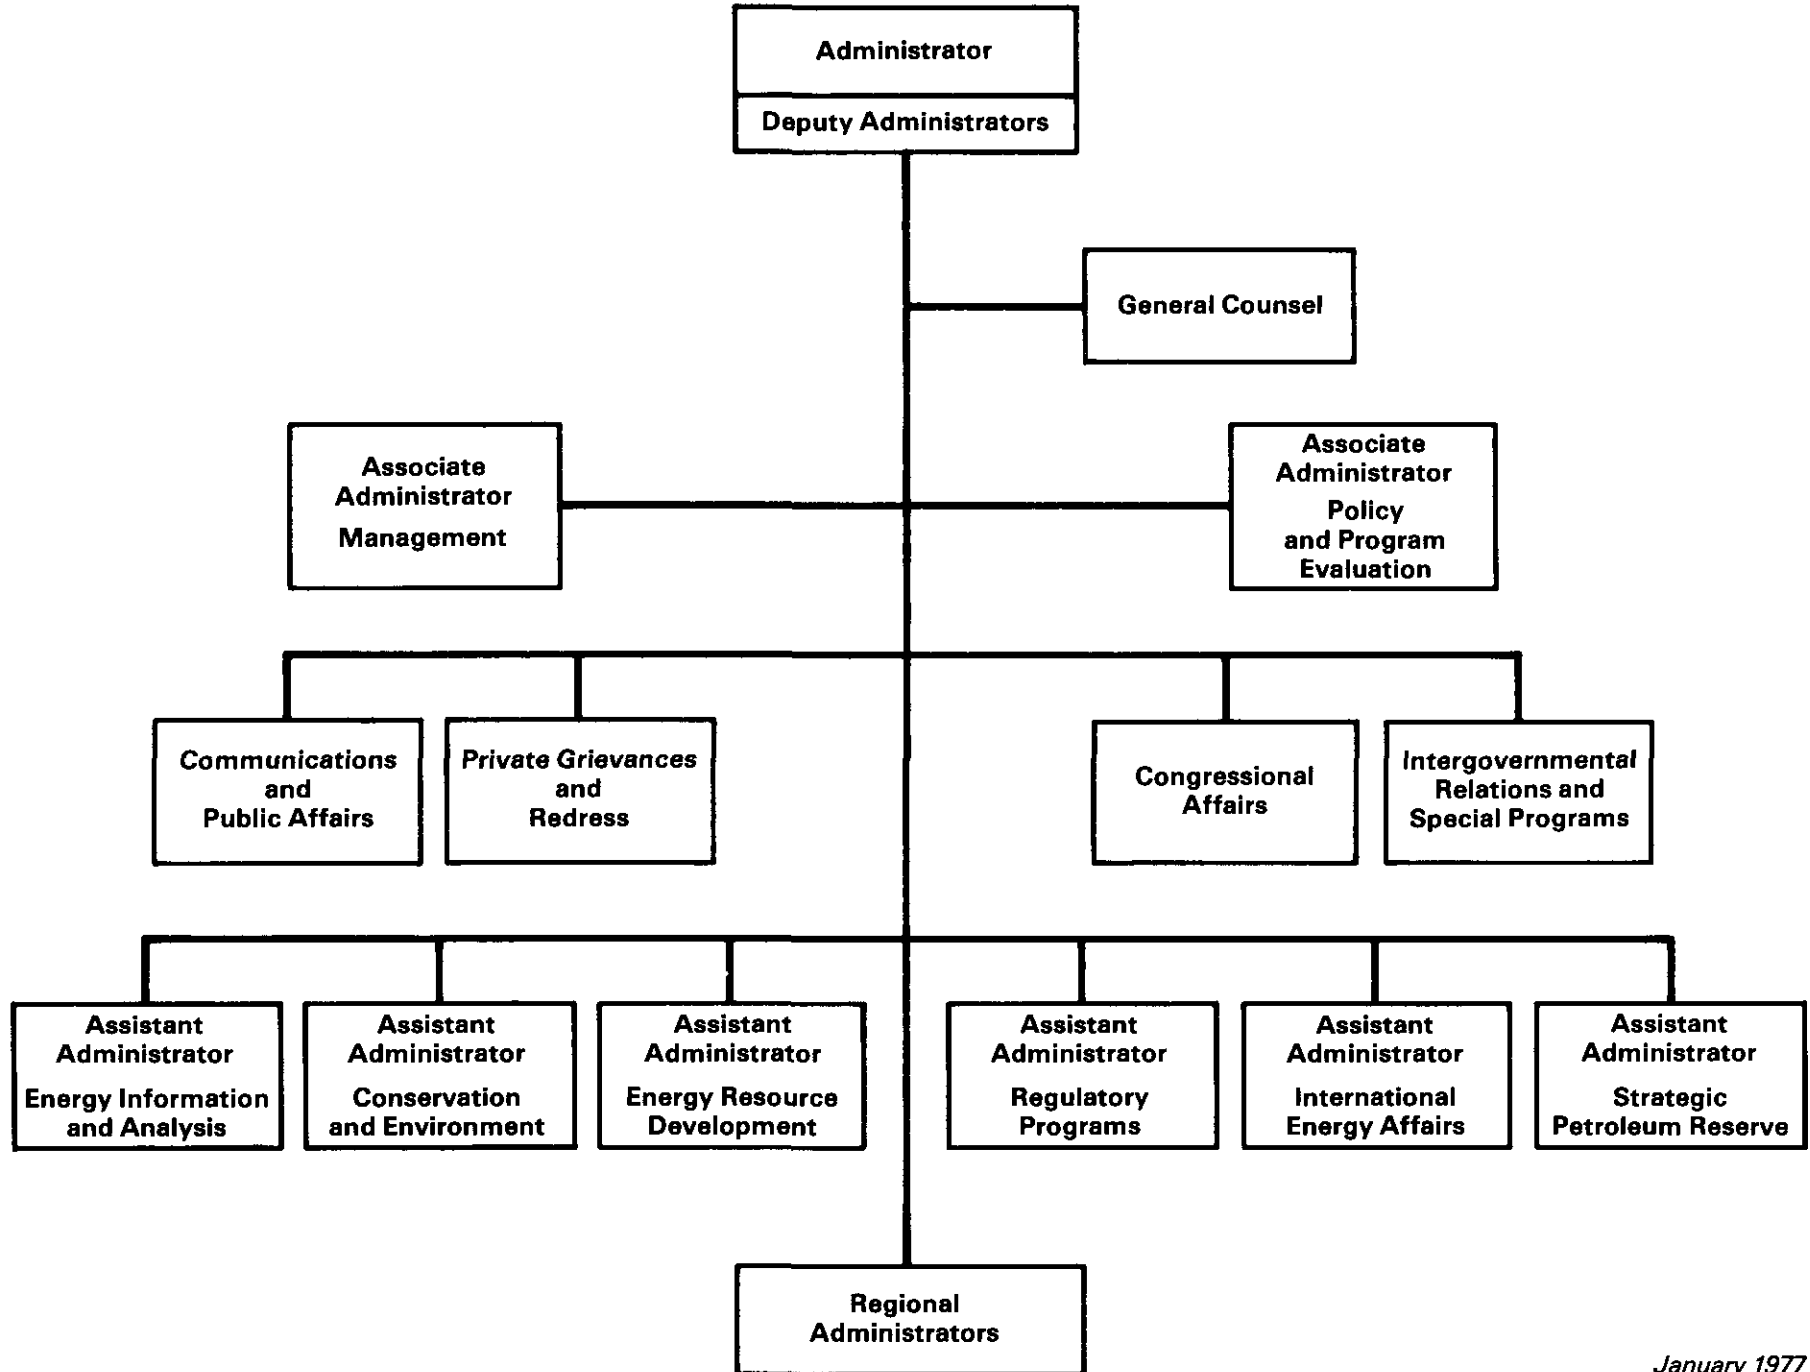 Administrator
Deputy Administrators
General Counsel
Associate
Administrator
Management
Associate
Administrator
Policy
and Program
Evaluation
Communications
and
Public Affairs
Private Grievances
and
Redress
Congressional
Affairs
Intergovernmental
Relations and
Special Programs
Assistant
Administrator
Energy Information
and Analysis
Assistant
Administrator
Conservation
and Environment
Assistant
Administrator
Energy Resource
Development
Assistant
Administrator
Regulatory
Programs
Assistant
Administrator
International
Energy Affairs
Assistant
Administrator
Strategic
Petroleum Reserve
Regional
Administrators
January 1977